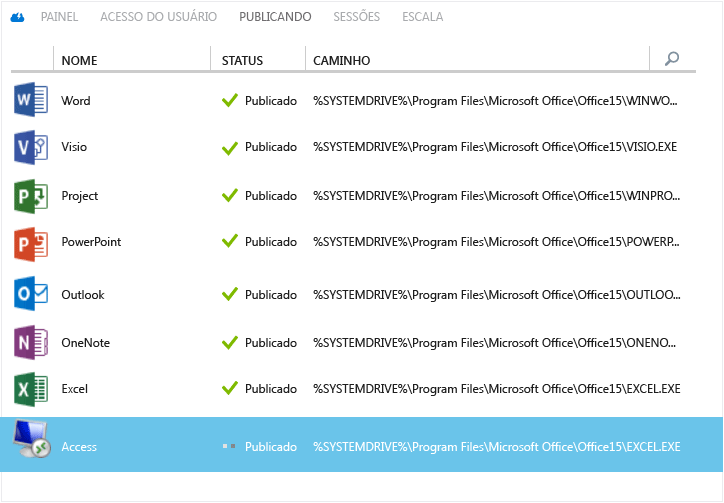 PAINEL ACESSO DO USUÁRIO PUBLICANDO SESSÕES ESCALA
NOME STATUS CAMINHO
Word Publicado %SYSTEMDRIVE%\Program Files\Microsoft Office\Office15\WINWO...
Visio Publicado %SYSTEMDRIVE%\Program Files\Microsoft Office\Office15\VISIO.EXE
Project Publicado %SYSTEMDRIVE%\Program Files\Microsoft Office\Office15\WINPRO...
PowerPoint Publicado %SYSTEMDRIVE%\Program Files\Microsoft Office\Office15\POWERP...
Outlook Publicado %SYSTEMDRIVE%\Program Files\Microsoft Office\Office15\OUTLOO...
OneNote Publicado %SYSTEMDRIVE%\Program Files\Microsoft Office\Office15\ONENO...
Excel Publicado %SYSTEMDRIVE%\Program Files\Microsoft Office\Office15\EXCEL.EXE
Access Publicado %SYSTEMDRIVE%\Program Files\Microsoft Office\Office15\EXCEL.EXE